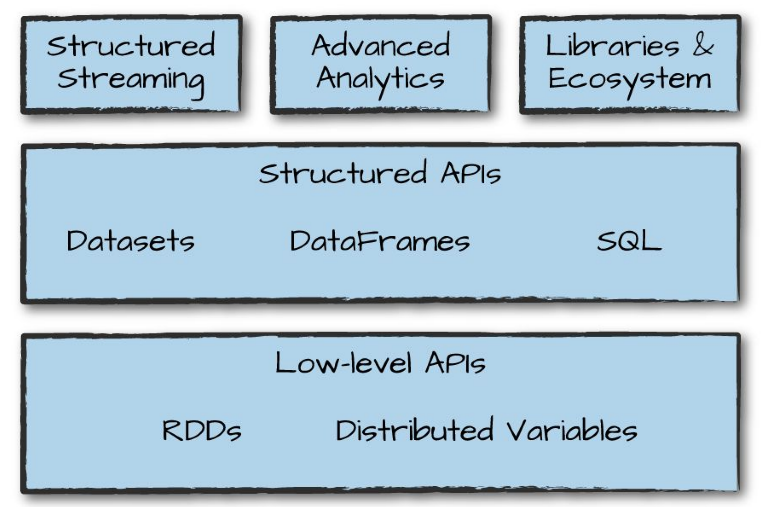 Structured
Streaming
Advanced
Analytics
Libraries &
Ecosystem
Structured APIs
Datasets DataFrames SQL
Low-level APIs
RDDs Distributed Variables